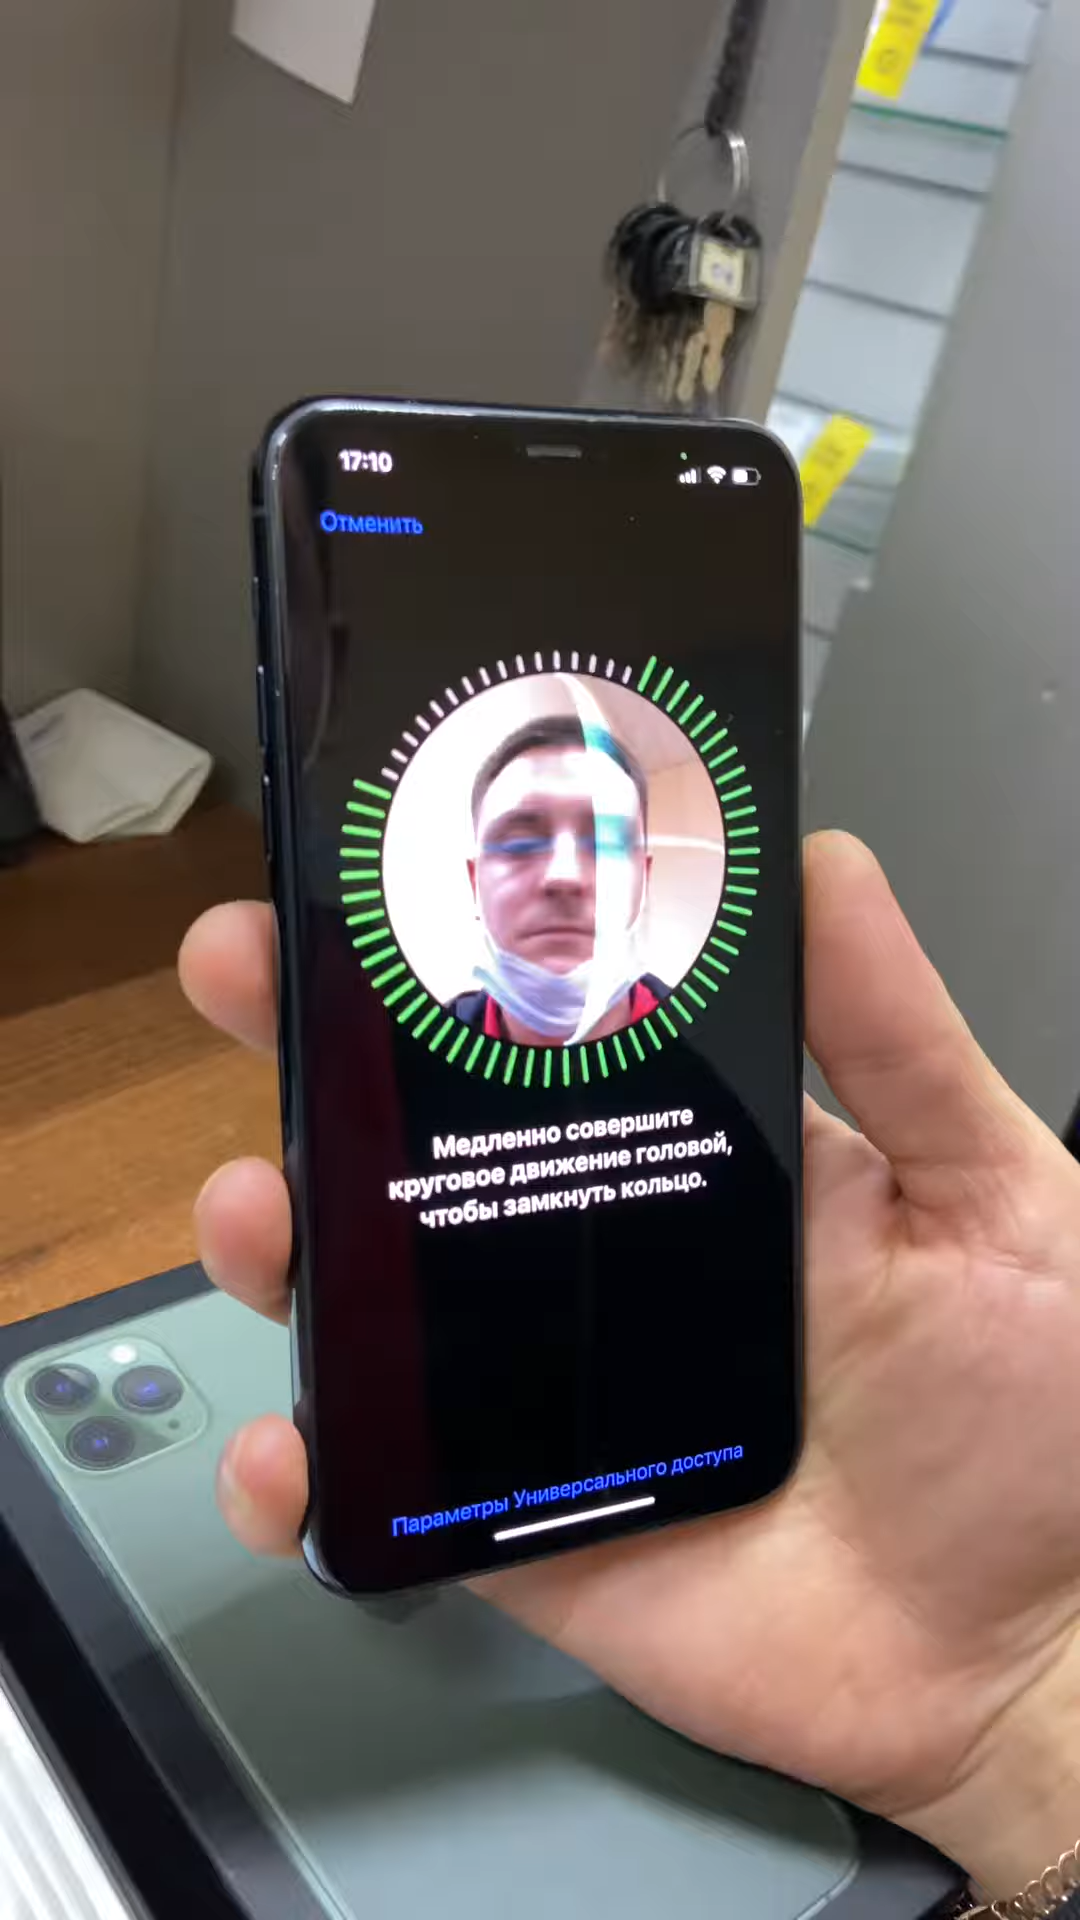 17:10
Отменить
Медленно совершите
круговое движение головой,
чтобы замкнуть кольцо.
Параметры Универсального доступа